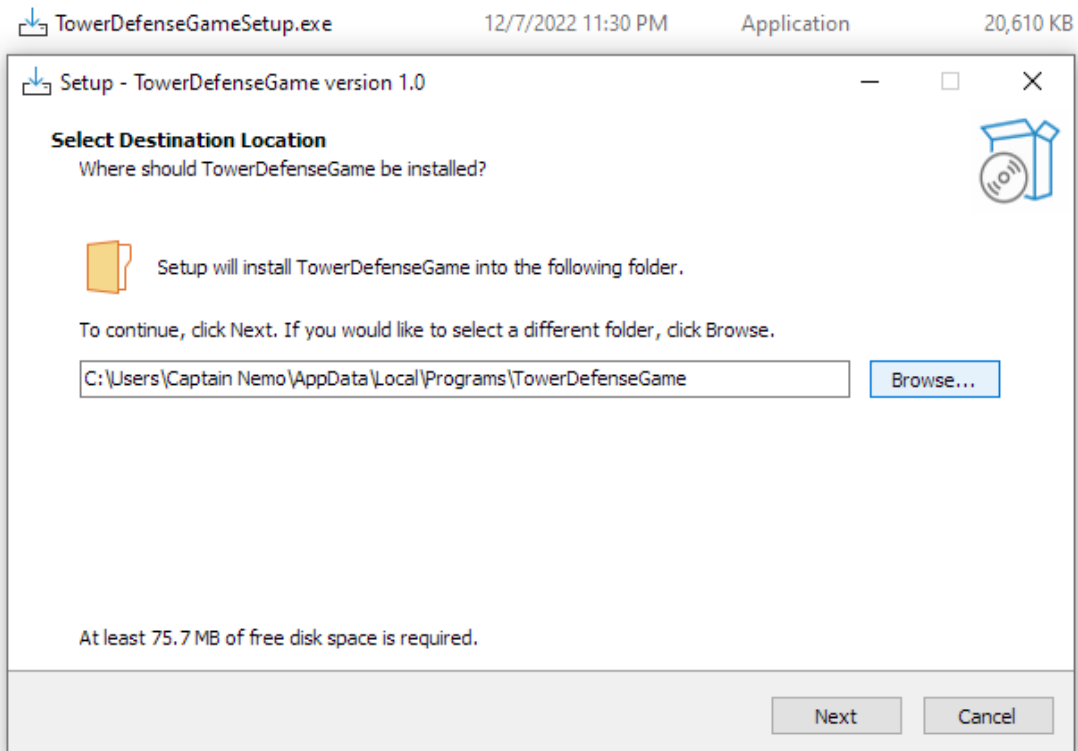 TowerDefenseGameSetup.exe 12/7/2022 11:30 PM Application 20,610 KB
Setup - TowerDefenseGame version 1.0
Select Destination Location
Where should TowerDefenseGame be installed?
Setup will install TowerDefenseGame into the following folder.
To continue, click Next. If you would like to select a different folder, click Browse.
C:\Users\Captain Nemo\AppData\Local\Programs\TowerDefenseGame Browse...
At least 75.7 MB of free disk space is required.
Next Cancel